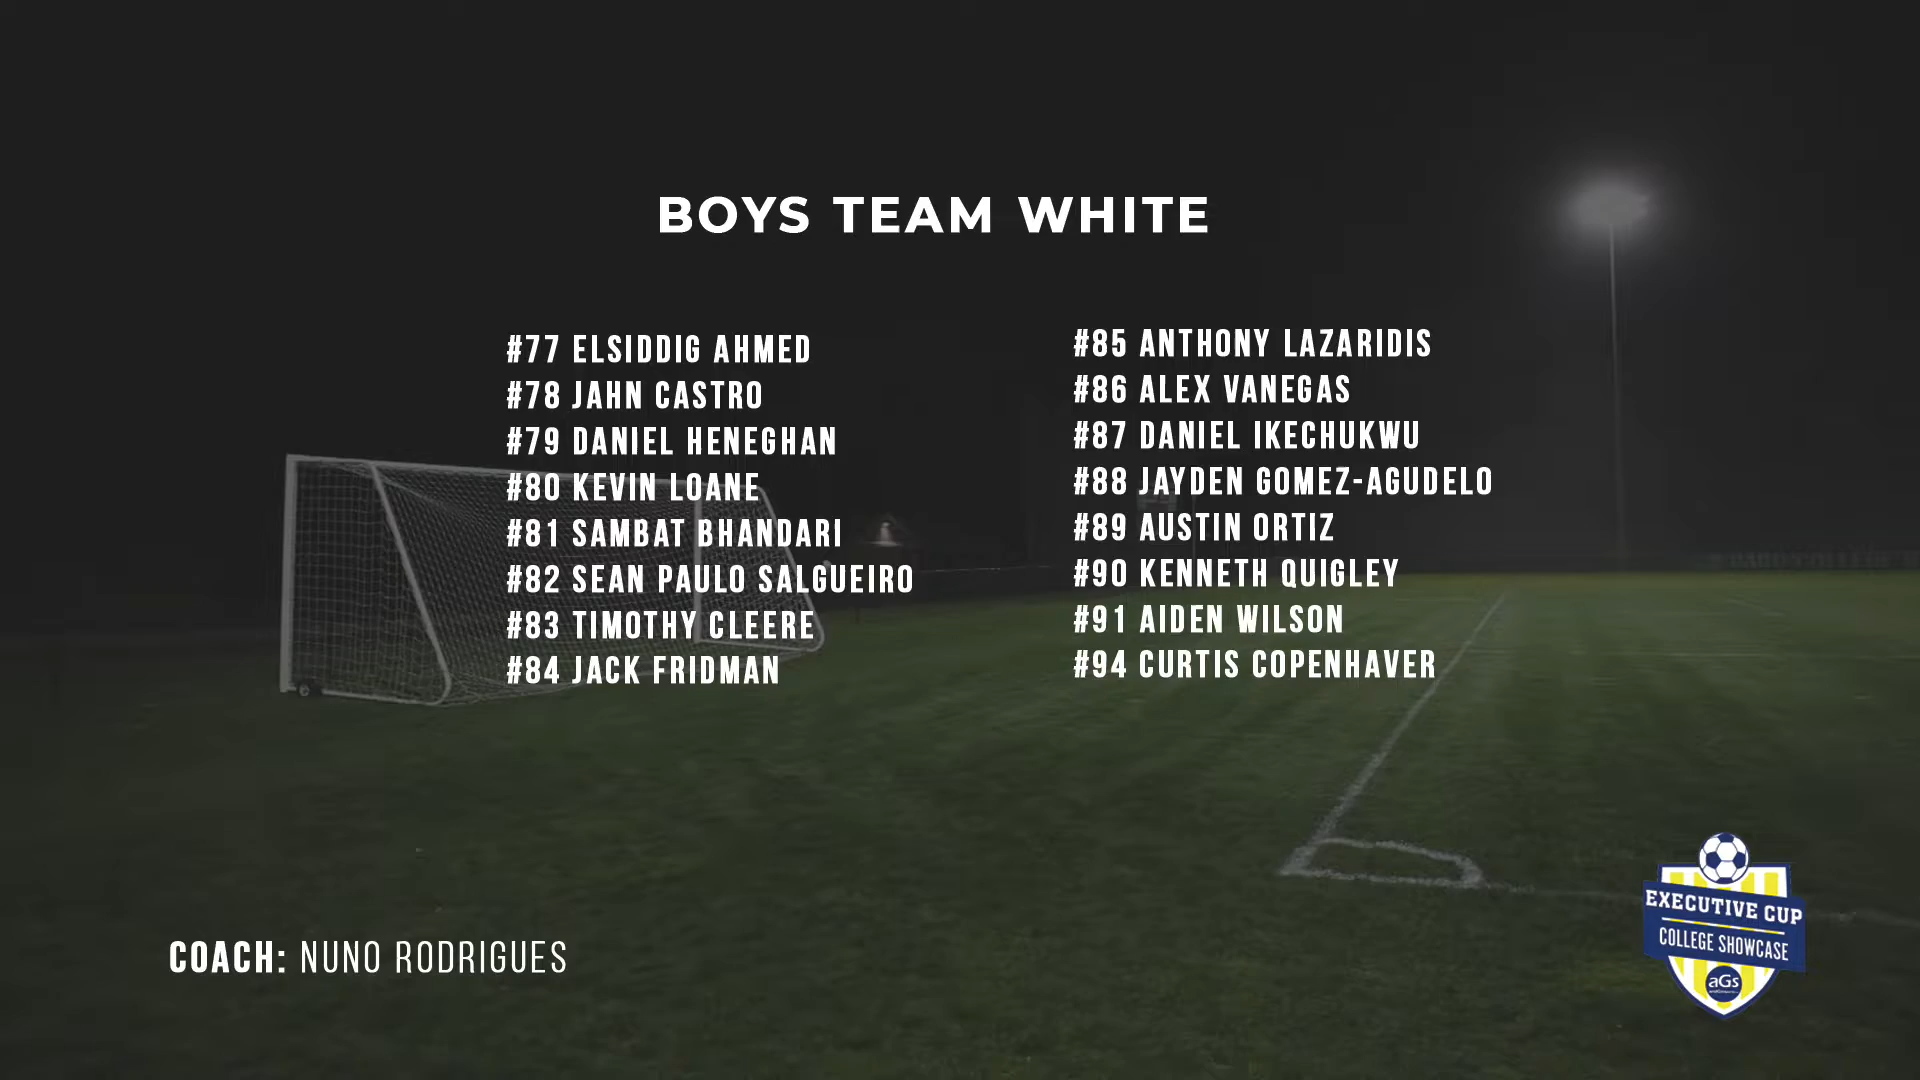 BOYS TEAM WHITE
#77 ELSIDDIG AHMED
#78 JAHN CASTRO
#79 DANIEL HENEGHAN
#80 KEVIN LOANE
#81 SAMBAT BHANDARI
#82 SEAN PAULO SALGUEIRO
#83 TIMOTHY CLEERE
#84 JACK FRIDMAN
#85 ANTHONY LAZARIDIS
#86 ALEX VANEGAS
#87 DANIEL IKECHUKWU
#88 JAYDEN GOMEZ-AGUDELO
#89 AUSTIN ORTIZ
#90 KENNETH QUIGLEY
#91 AIDEN WILSON
#94 CURTIS COPENHAVER
COACH: NUNO RODRIGUES
EXECUTIVE CUP
COLLEGE SHOWCASE
aGs